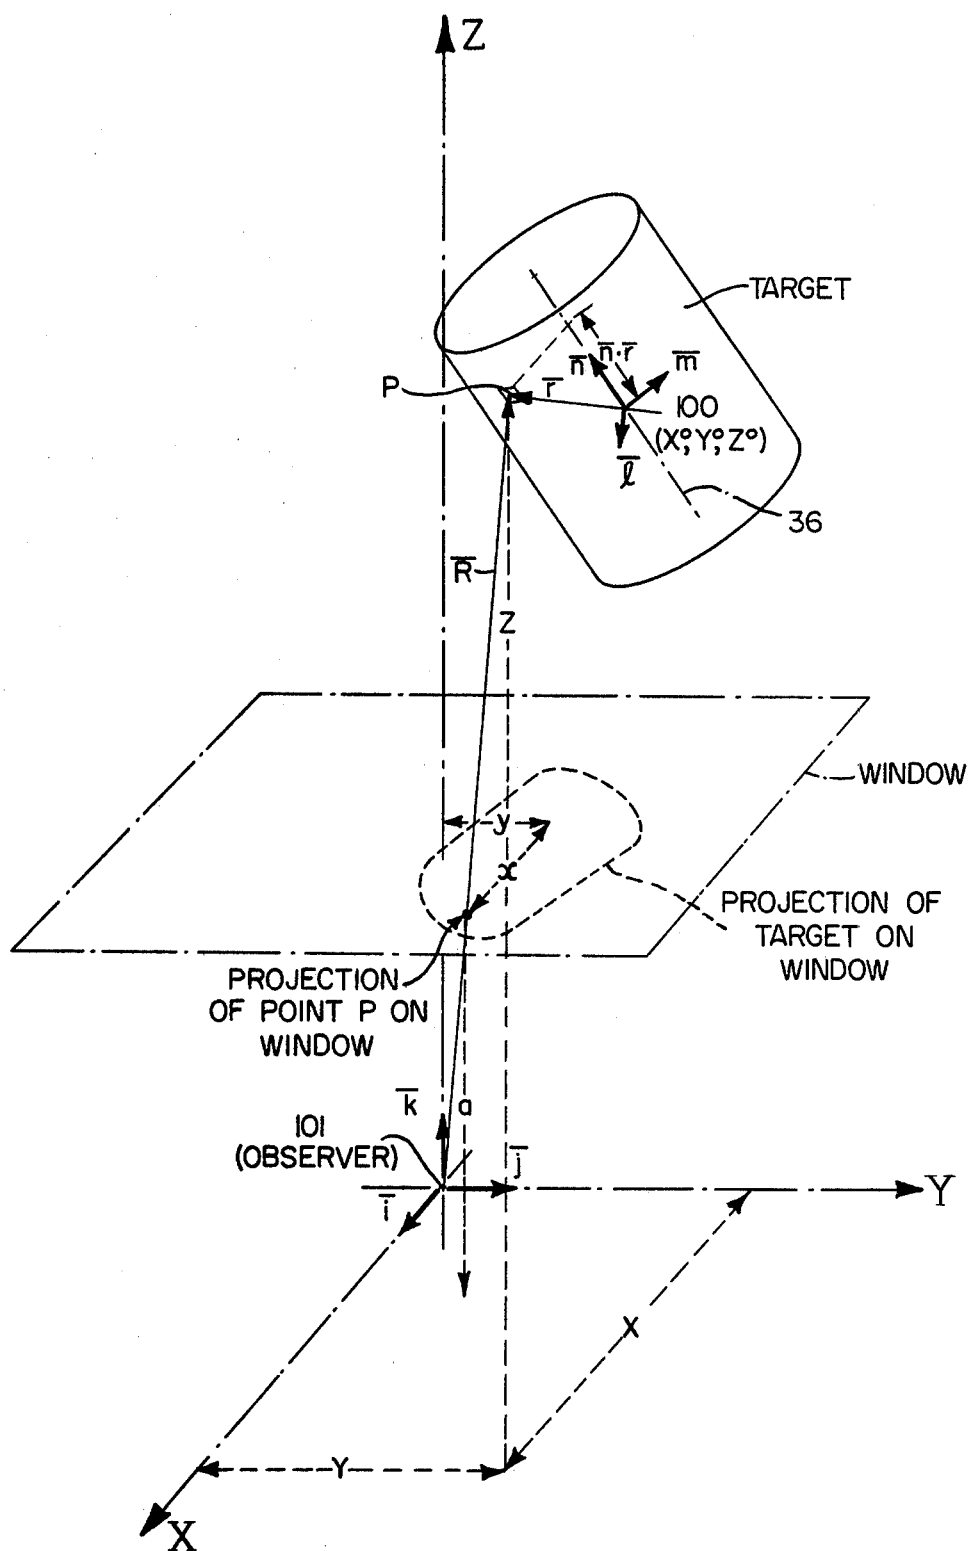 Z
TARGET
n̅·r̅
n̅
m̅
P
r̅
100
(X°,Y°,Z°)
l̅
36
R̅
Z
WINDOW
y
x
PROJECTION OF
TARGET ON
WINDOW
PROJECTION
OF POINT P ON
WINDOW
k̅
a
101
(OBSERVER)
j̅
Y
i̅
X
Y
X